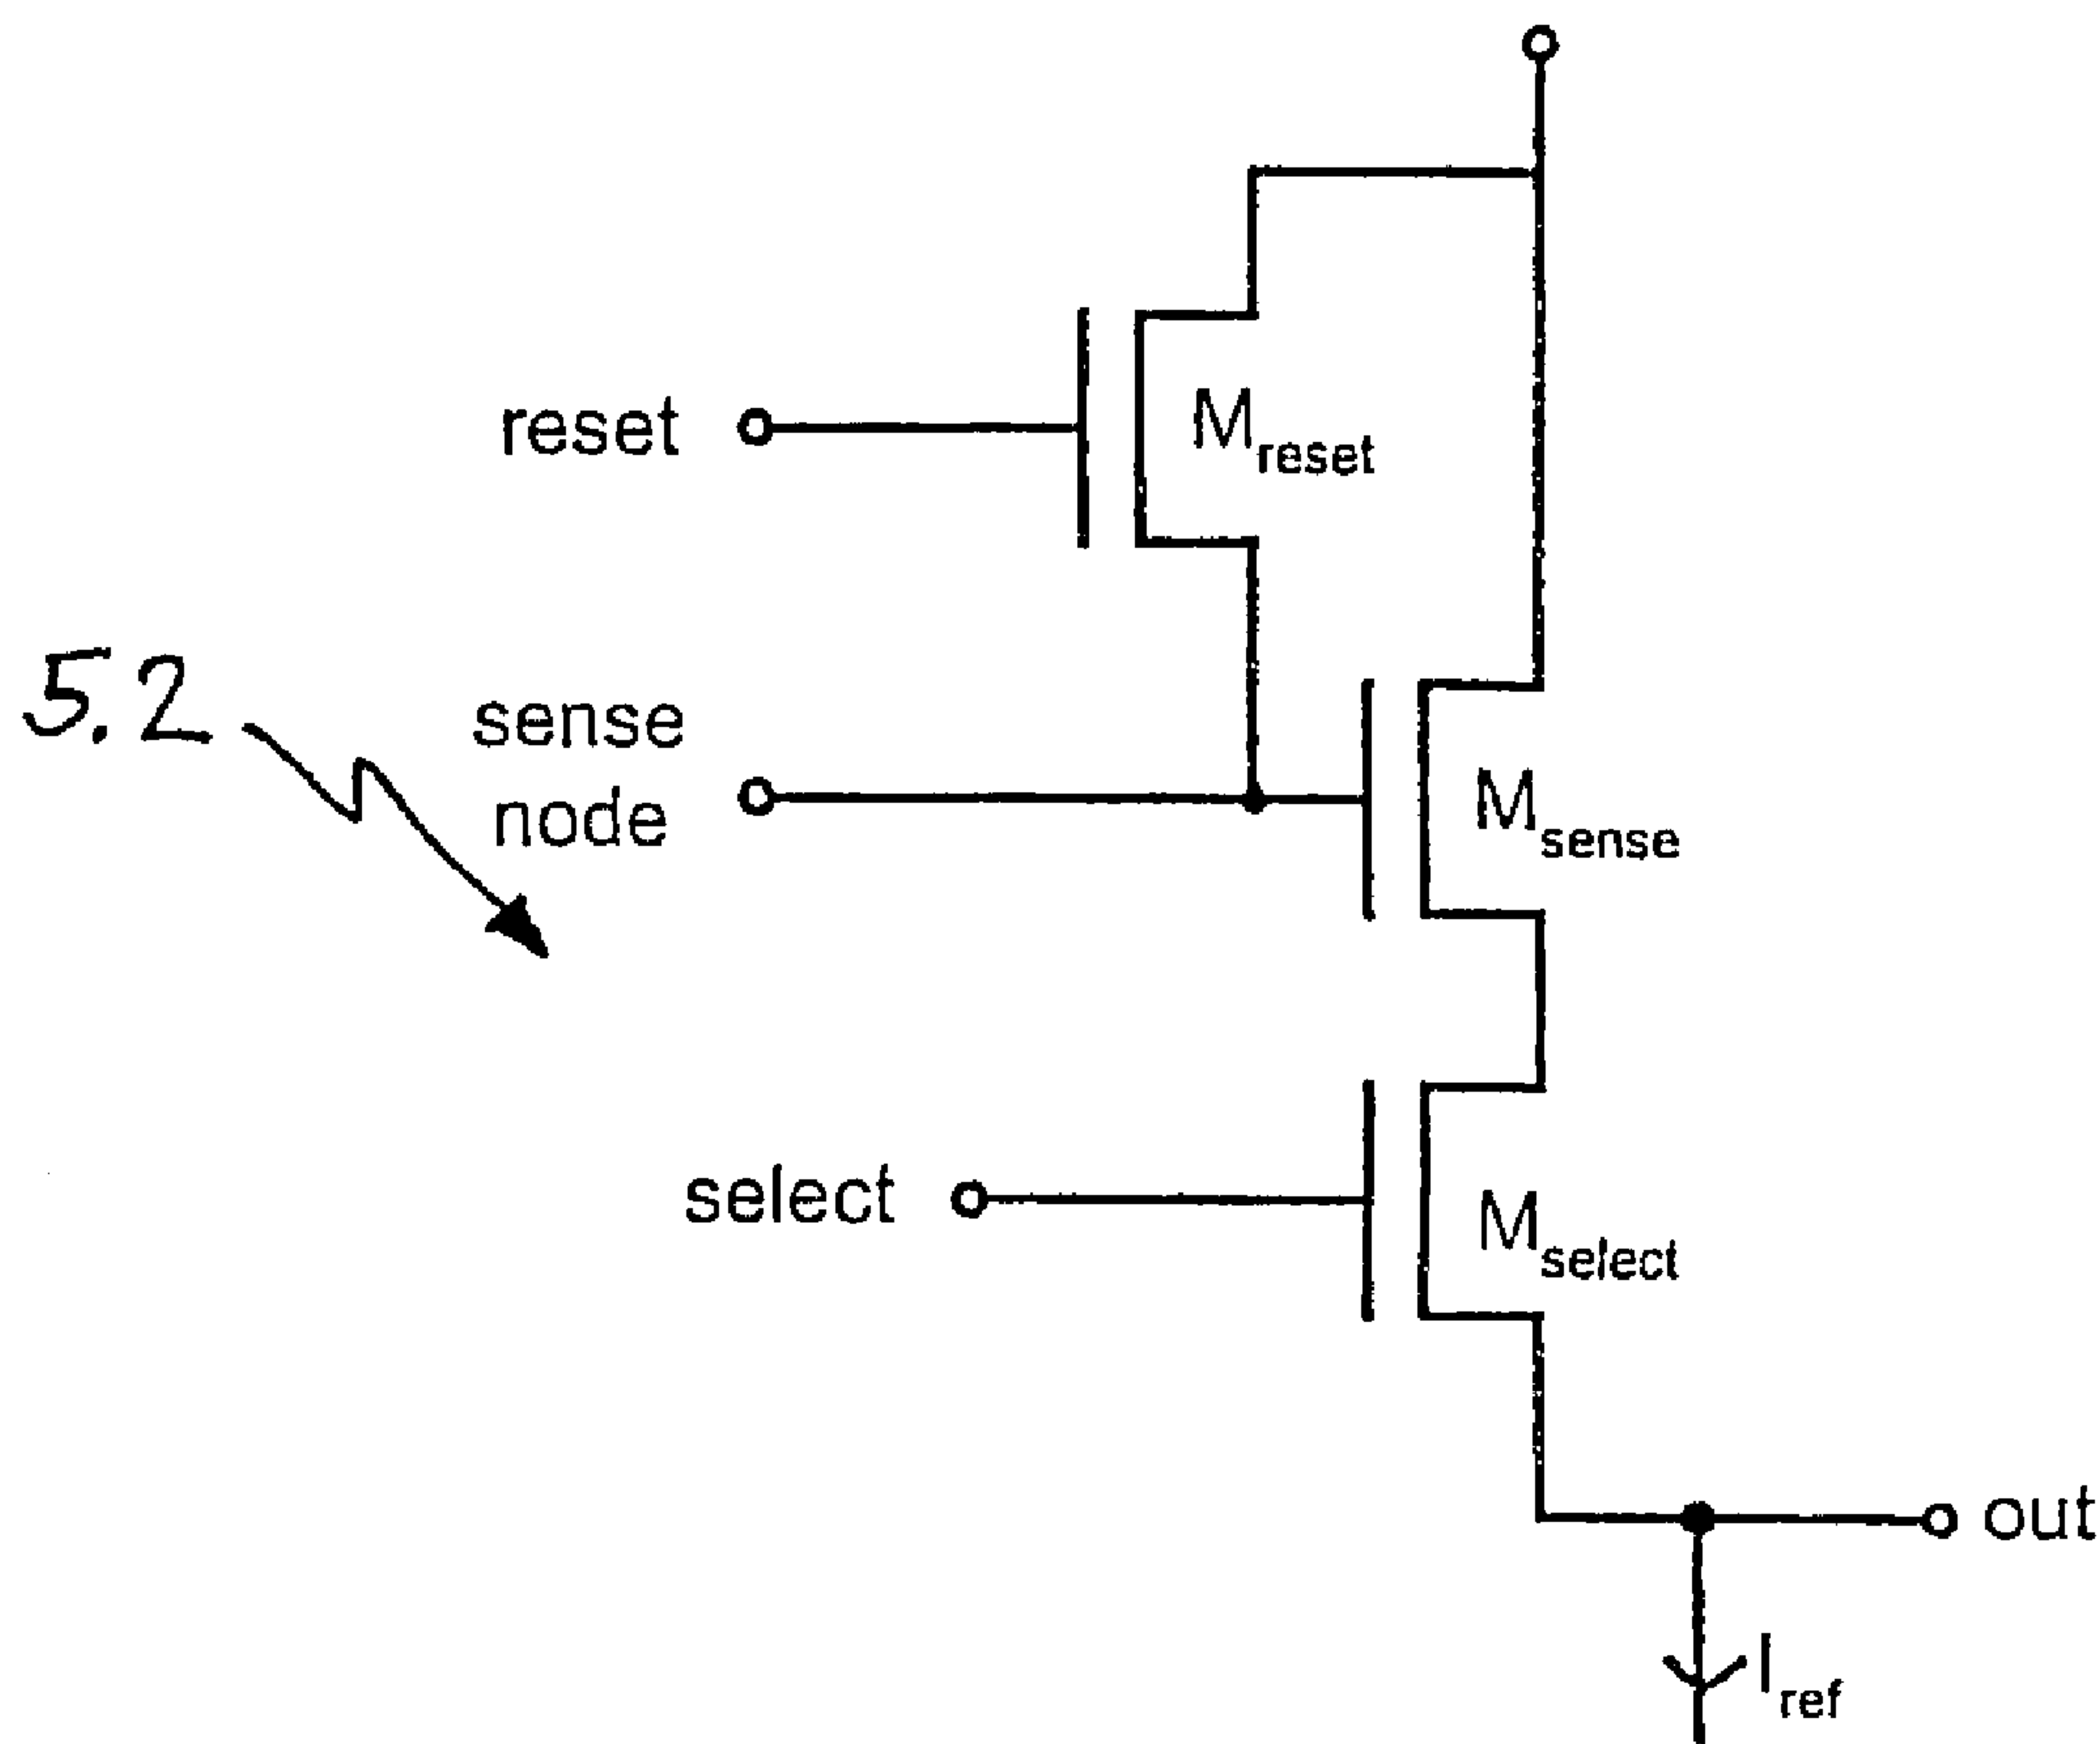 reset
M_reset
5.2
sense
node
M_sense
select
M_select
out
I_ref